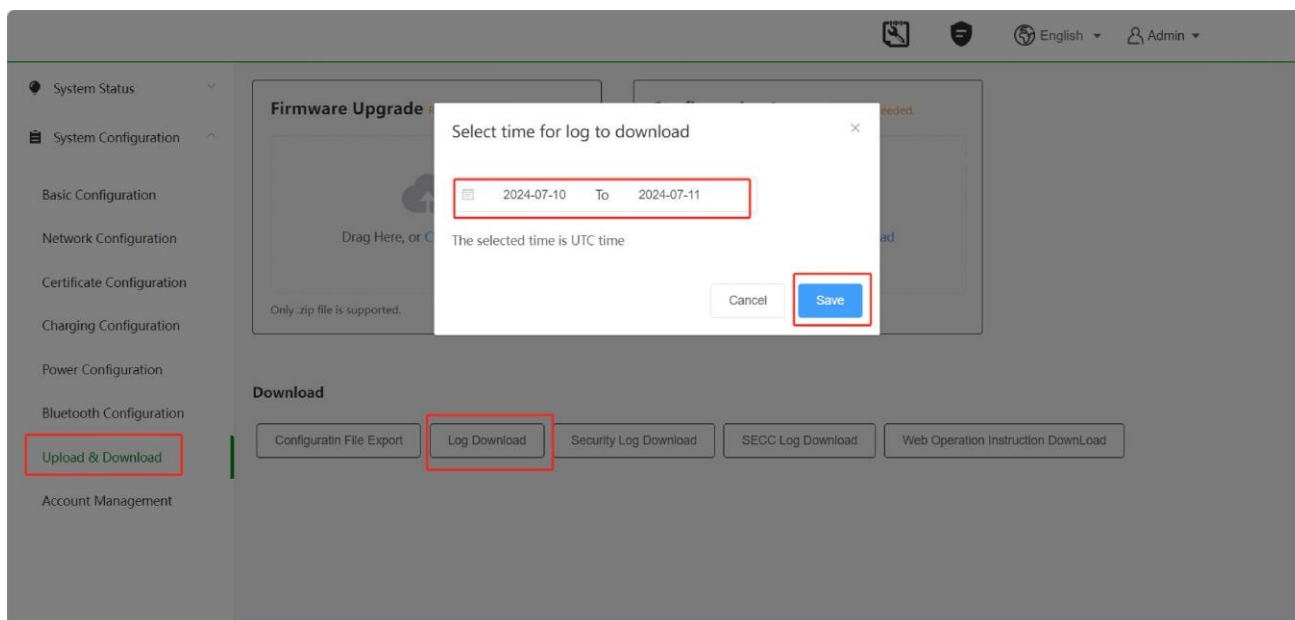 English
Admin
System Status
System Configuration
Basic Configuration
Network Configuration
Certificate Configuration
Charging Configuration
Power Configuration
Bluetooth Configuration
Upload & Download
Account Management
Firmware Upgrade
eeded.
Drag Here, or C
ad
Only .zip file is supported.
Select time for log to download
2024-07-10 To 2024-07-11
The selected time is UTC time
Cancel Save
Download
Configuratin File Export
Log Download
Security Log Download
SECC Log Download
Web Operation Instruction DownLoad